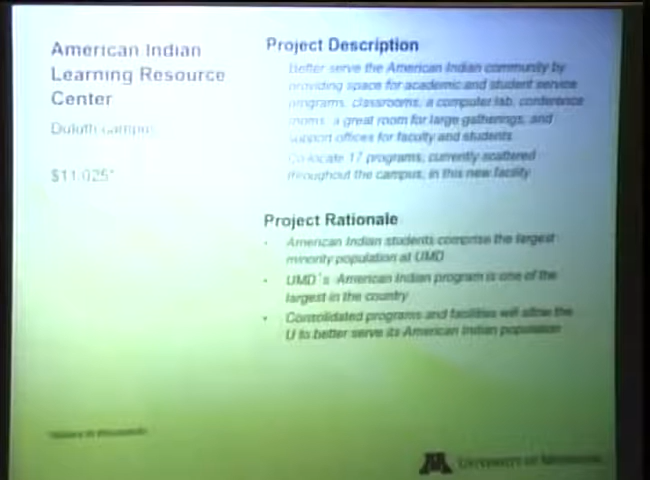 American Indian
Learning Resource
Center
Duluth campus
$11,025*
Project Description
Better serve the American Indian community by
providing space for academic and student service
programs, classrooms, a computer lab, conference
rooms, a great room for large gatherings, and
support offices for faculty and students
Co-locate 17 programs, currently scattered
throughout the campus, in this new facility
Project Rationale
• American Indian students comprise the largest
minority population at UMD
• UMD's American Indian program is one of the
largest in the country
• Consolidated programs and facilities will allow the
U to better serve its American Indian population
*dollars in thousands
M University of Minnesota